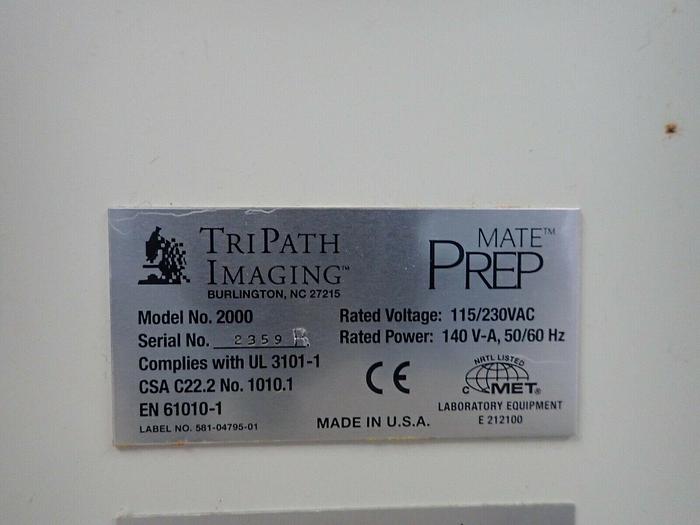 TRIPATH
IMAGING™
BURLINGTON, NC 27215
MATE™
PREP
Model No. 2000
Serial No. 2359 R
Complies with UL 3101-1
CSA C22.2 No. 1010.1
EN 61010-1
LABEL NO. 581-04795-01
Rated Voltage: 115/230VAC
Rated Power: 140 V-A, 50/60 Hz
CE
MADE IN U.S.A.
NRTL LISTED
C MET®
LABORATORY EQUIPMENT
E 212100